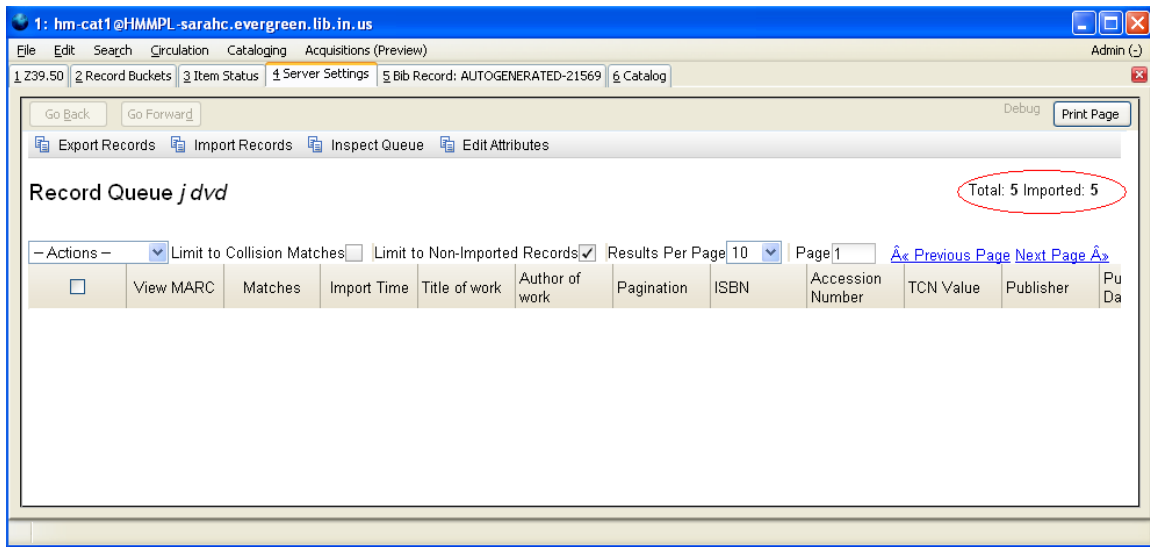 1: hm-cat1@HMMPL-sarahc.evergreen.lib.in.us
File Edit Search Circulation Cataloging Acquisitions (Preview) Admin (-)
1 Z39.50 2 Record Buckets 3 Item Status 4 Server Settings 5 Bib Record: AUTOGENERATED-21569 6 Catalog
Go Back Go Forward Debug Print Page
Export Records Import Records Inspect Queue Edit Attributes
Record Queue j dvd Total: 5 Imported: 5
-- Actions -- Limit to Collision Matches Limit to Non-Imported Records Results Per Page 10 Page 1 Â« Previous Page Next Page Â»
View MARC Matches Import Time Title of work Author of work Pagination ISBN Accession Number TCN Value Publisher Pu Da